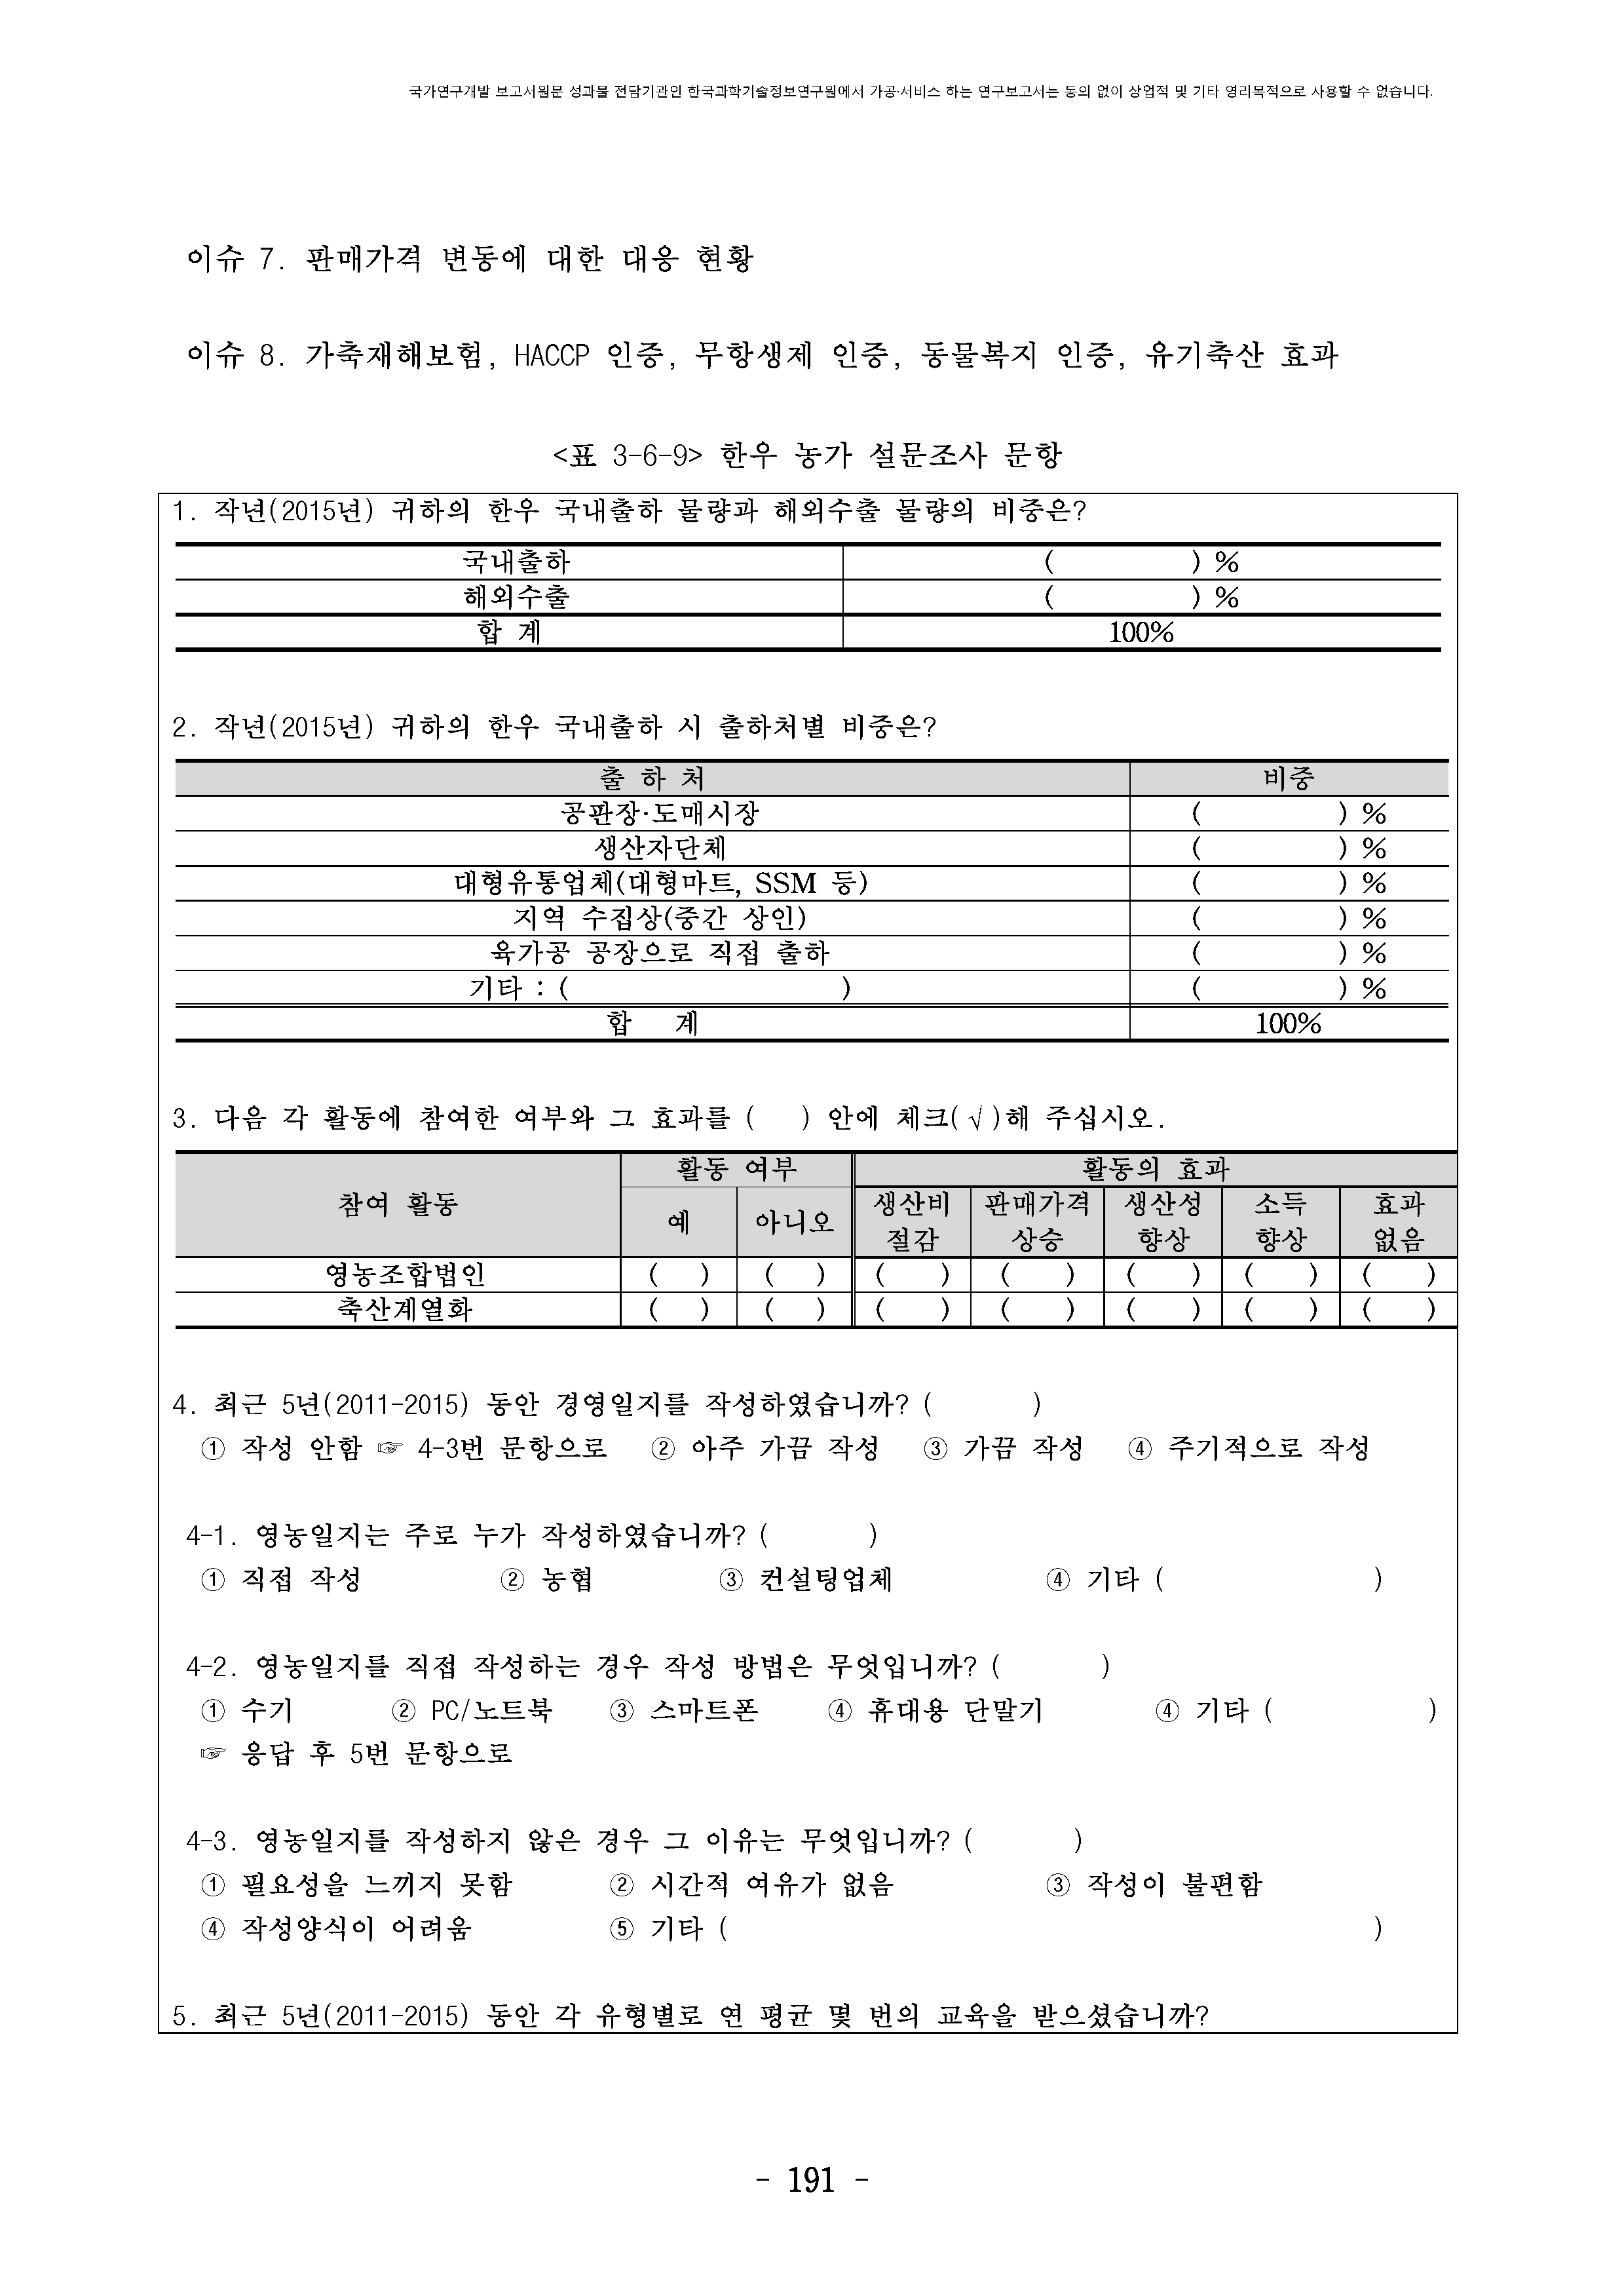 국가연구개발 보고서원문 성과물 전담기관인 한국과학기술정보연구원에서 가공·서비스 하는 연구보고서는 동의 없이 상업적 및 기타 영리목적으로 사용할 수 없습니다.
이슈 7. 판매가격 변동에 대한 대응 현황
이슈 8. 가축재해보험, HACCP 인증, 무항생제 인증, 동물복지 인증, 유기축산 효과
<표 3-6-9> 한우 농가 설문조사 문항
1. 작년(2015년) 귀하의 한우 국내출하 물량과 해외수출 물량의 비중은?
국내출하 ( ) %
해외수출 ( ) %
합 계 100%
2. 작년(2015년) 귀하의 한우 국내출하 시 출하처별 비중은?
출 하 처 비중
공판장·도매시장 ( ) %
생산자단체 ( ) %
대형유통업체(대형마트, SSM 등) ( ) %
지역 수집상(중간 상인) ( ) %
육가공 공장으로 직접 출하 ( ) %
기타 : ( ) ( ) %
합 계 100%
3. 다음 각 활동에 참여한 여부와 그 효과를 ( ) 안에 체크(√)해 주십시오.
참여 활동 활동 여부 활동의 효과
예 아니오 생산비 절감 판매가격 상승 생산성 향상 소득 향상 효과 없음
영농조합법인 ( ) ( ) ( ) ( ) ( ) ( ) ( )
축산계열화 ( ) ( ) ( ) ( ) ( ) ( ) ( )
4. 최근 5년(2011-2015) 동안 경영일지를 작성하였습니까? ( )
① 작성 안함 ☞ 4-3번 문항으로 ② 아주 가끔 작성 ③ 가끔 작성 ④ 주기적으로 작성
4-1. 영농일지는 주로 누가 작성하였습니까? ( )
① 직접 작성 ② 농협 ③ 컨설팅업체 ④ 기타 ( )
4-2. 영농일지를 직접 작성하는 경우 작성 방법은 무엇입니까? ( )
① 수기 ② PC/노트북 ③ 스마트폰 ④ 휴대용 단말기 ④ 기타 ( )
☞ 응답 후 5번 문항으로
4-3. 영농일지를 작성하지 않은 경우 그 이유는 무엇입니까? ( )
① 필요성을 느끼지 못함 ② 시간적 여유가 없음 ③ 작성이 불편함
④ 작성양식이 어려움 ⑤ 기타 ( )
5. 최근 5년(2011-2015) 동안 각 유형별로 연 평균 몇 번의 교육을 받으셨습니까?
- 191 -